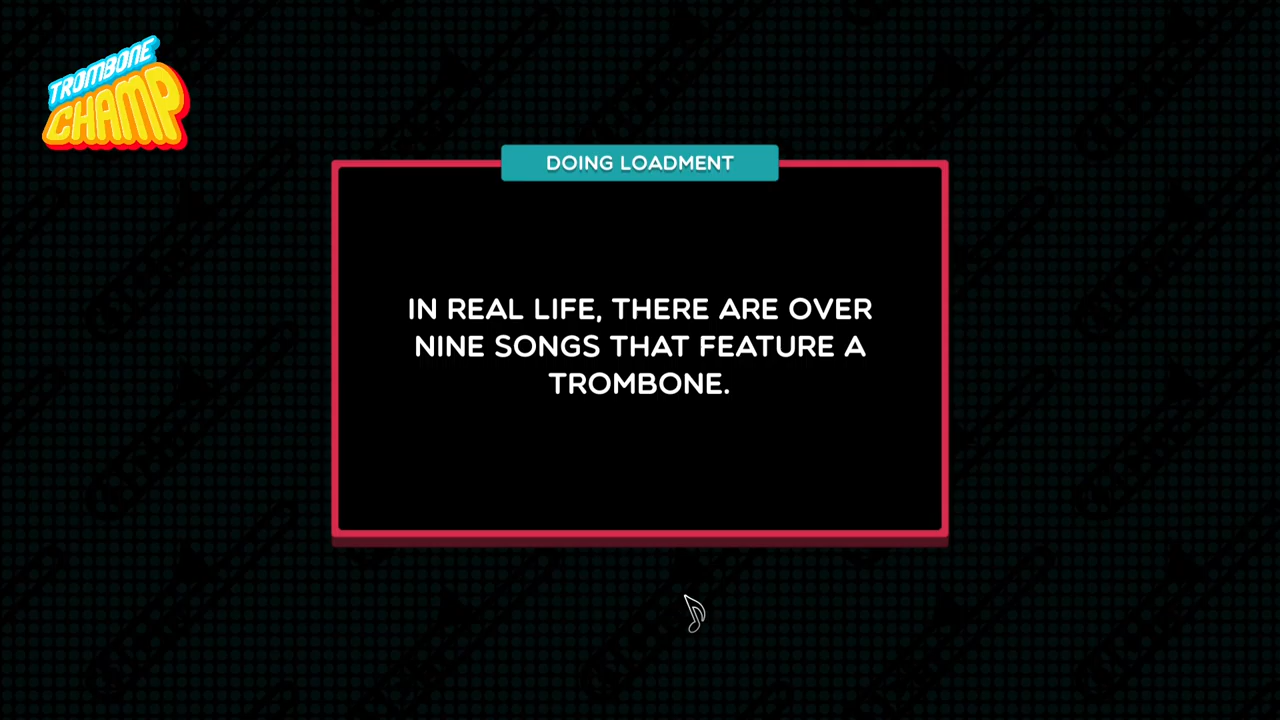 TROMBONE
CHAMP
DOING LOADMENT
IN REAL LIFE, THERE ARE OVER
NINE SONGS THAT FEATURE A
TROMBONE.